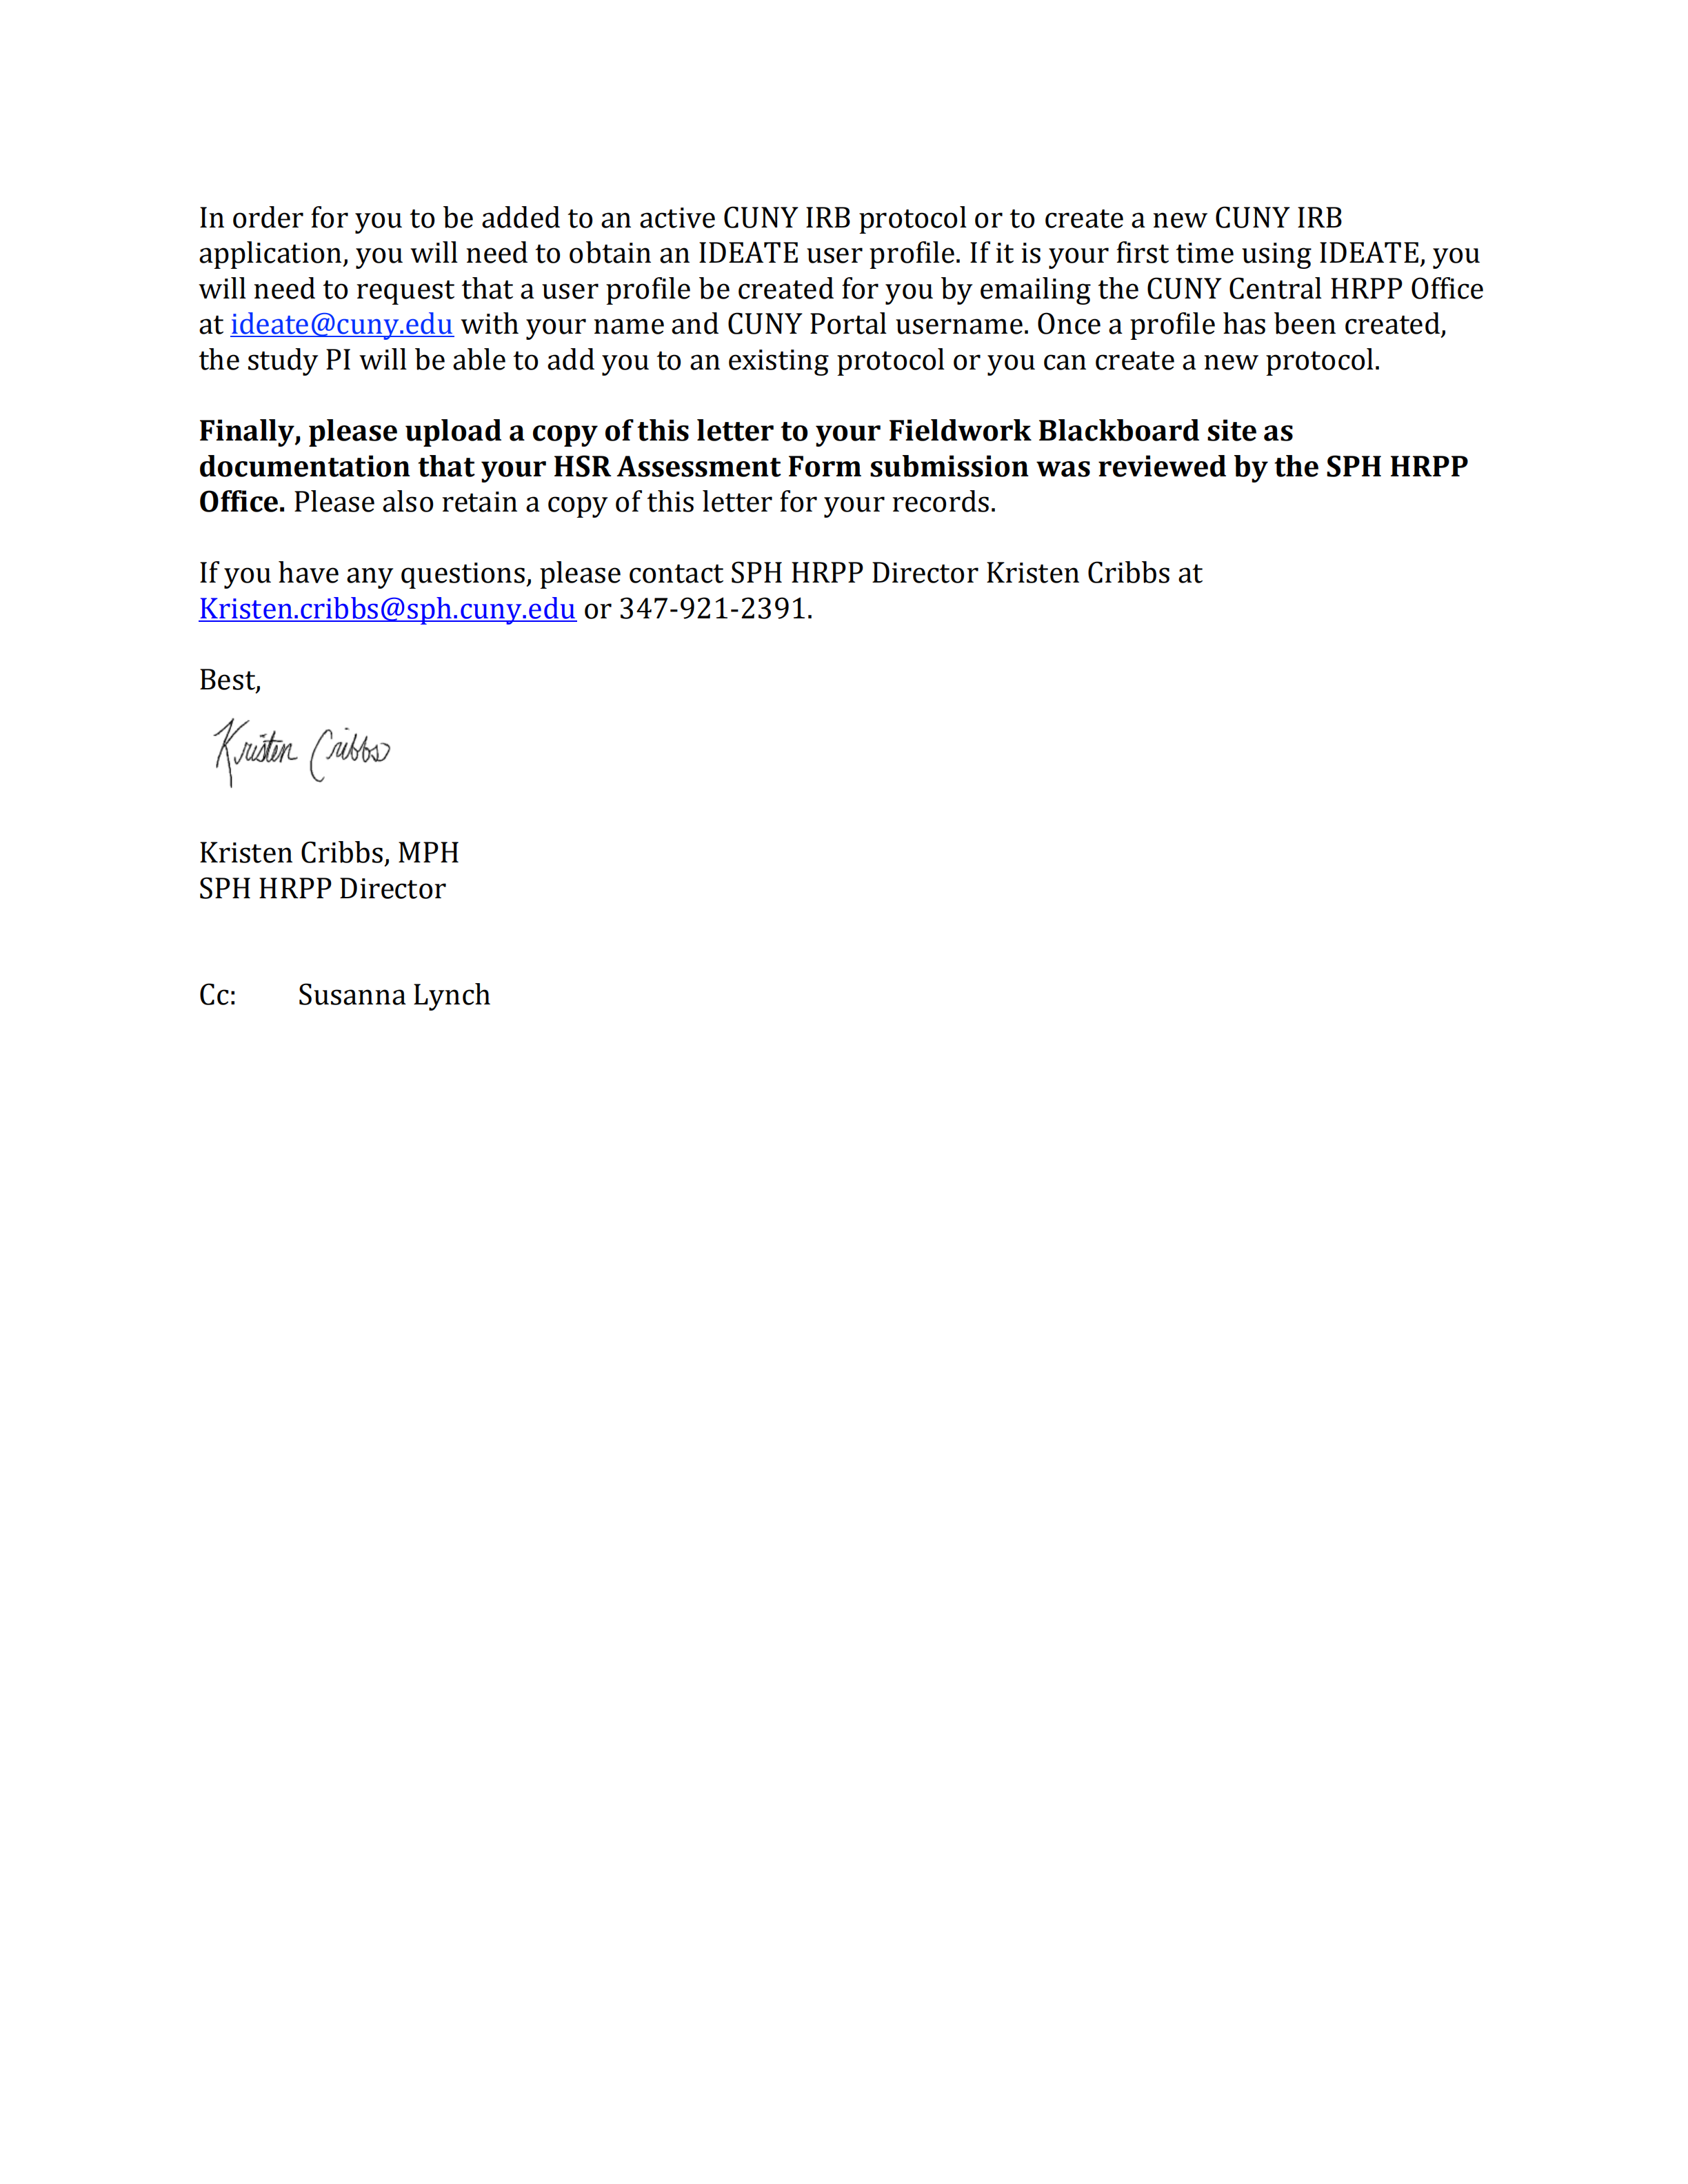 In order for you to be added to an active CUNY IRB protocol or to create a new CUNY IRB
application, you will need to obtain an IDEATE user profile. If it is your first time using IDEATE, you
will need to request that a user profile be created for you by emailing the CUNY Central HRPP Office
at ideate@cuny.edu with your name and CUNY Portal username. Once a profile has been created,
the study PI will be able to add you to an existing protocol or you can create a new protocol.
Finally, please upload a copy of this letter to your Fieldwork Blackboard site as
documentation that your HSR Assessment Form submission was reviewed by the SPH HRPP
Office. Please also retain a copy of this letter for your records.
If you have any questions, please contact SPH HRPP Director Kristen Cribbs at
Kristen.cribbs@sph.cuny.edu or 347-921-2391.
Best,
Kristen Cribbs
Kristen Cribbs, MPH
SPH HRPP Director
Cc: Susanna Lynch